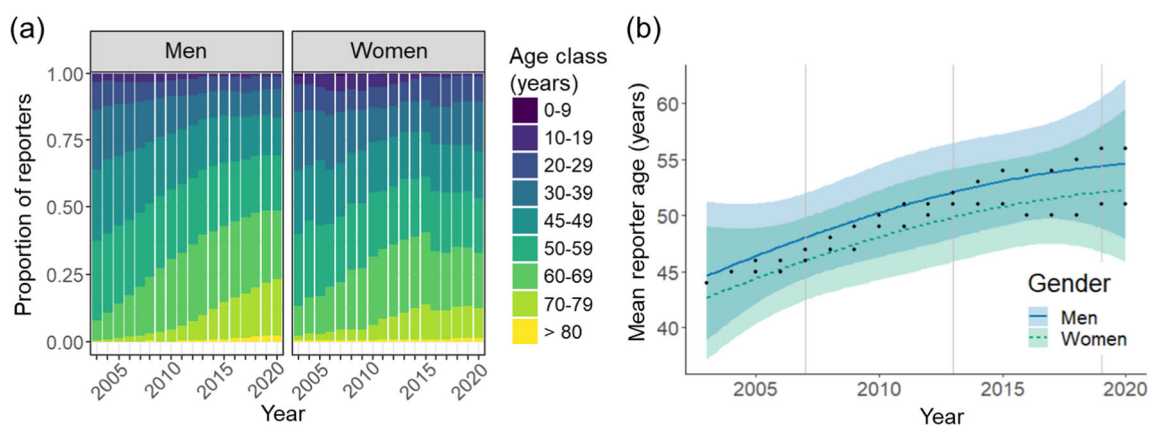 (a)
Men
Women
Proportion of reporters
1.00
0.75
0.50
0.25
0.00
2005
2010
2015
2020
2005
2010
2015
2020
Year
Age class
(years)
0-9
10-19
20-29
30-39
45-49
50-59
60-69
70-79
> 80
(b)
Mean reporter age (years)
60
55
50
45
40
2005
2010
2015
2020
Year
Gender
Men
Women